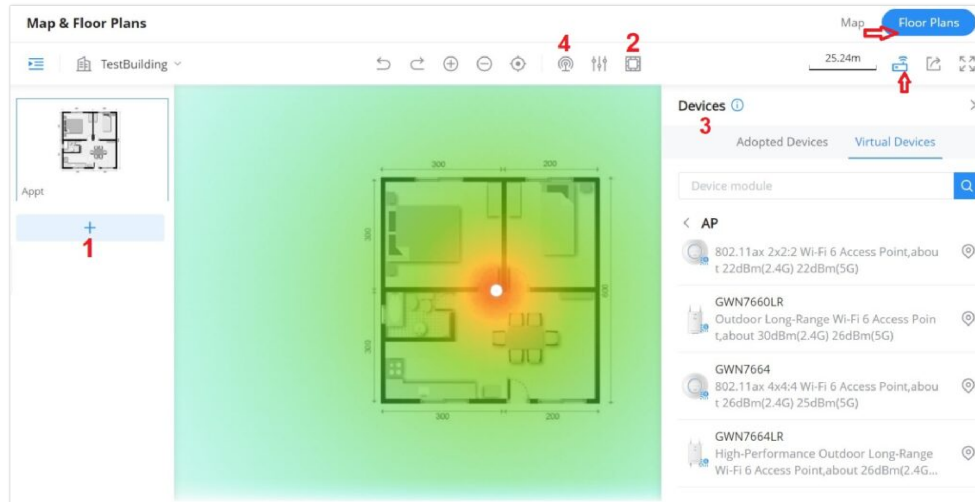 Map & Floor Plans
Map
Floor Plans
TestBuilding
4
2
25.24m
Appt
+
1
300
200
300
300
600
300
200
Devices
3
Adopted Devices
Virtual Devices
Device module
AP
802.11ax 2x2:2 Wi-Fi 6 Access Point,abou
t 22dBm(2.4G) 22dBm(5G)
GWN7660LR
Outdoor Long-Range Wi-Fi 6 Access Poin
t,about 30dBm(2.4G) 26dBm(5G)
GWN7664
802.11ax 4x4:4 Wi-Fi 6 Access Point,abou
t 26dBm(2.4G) 25dBm(5G)
GWN7664LR
High-Performance Outdoor Long-Range
Wi-Fi 6 Access Point,about 26dBm(2.4G...